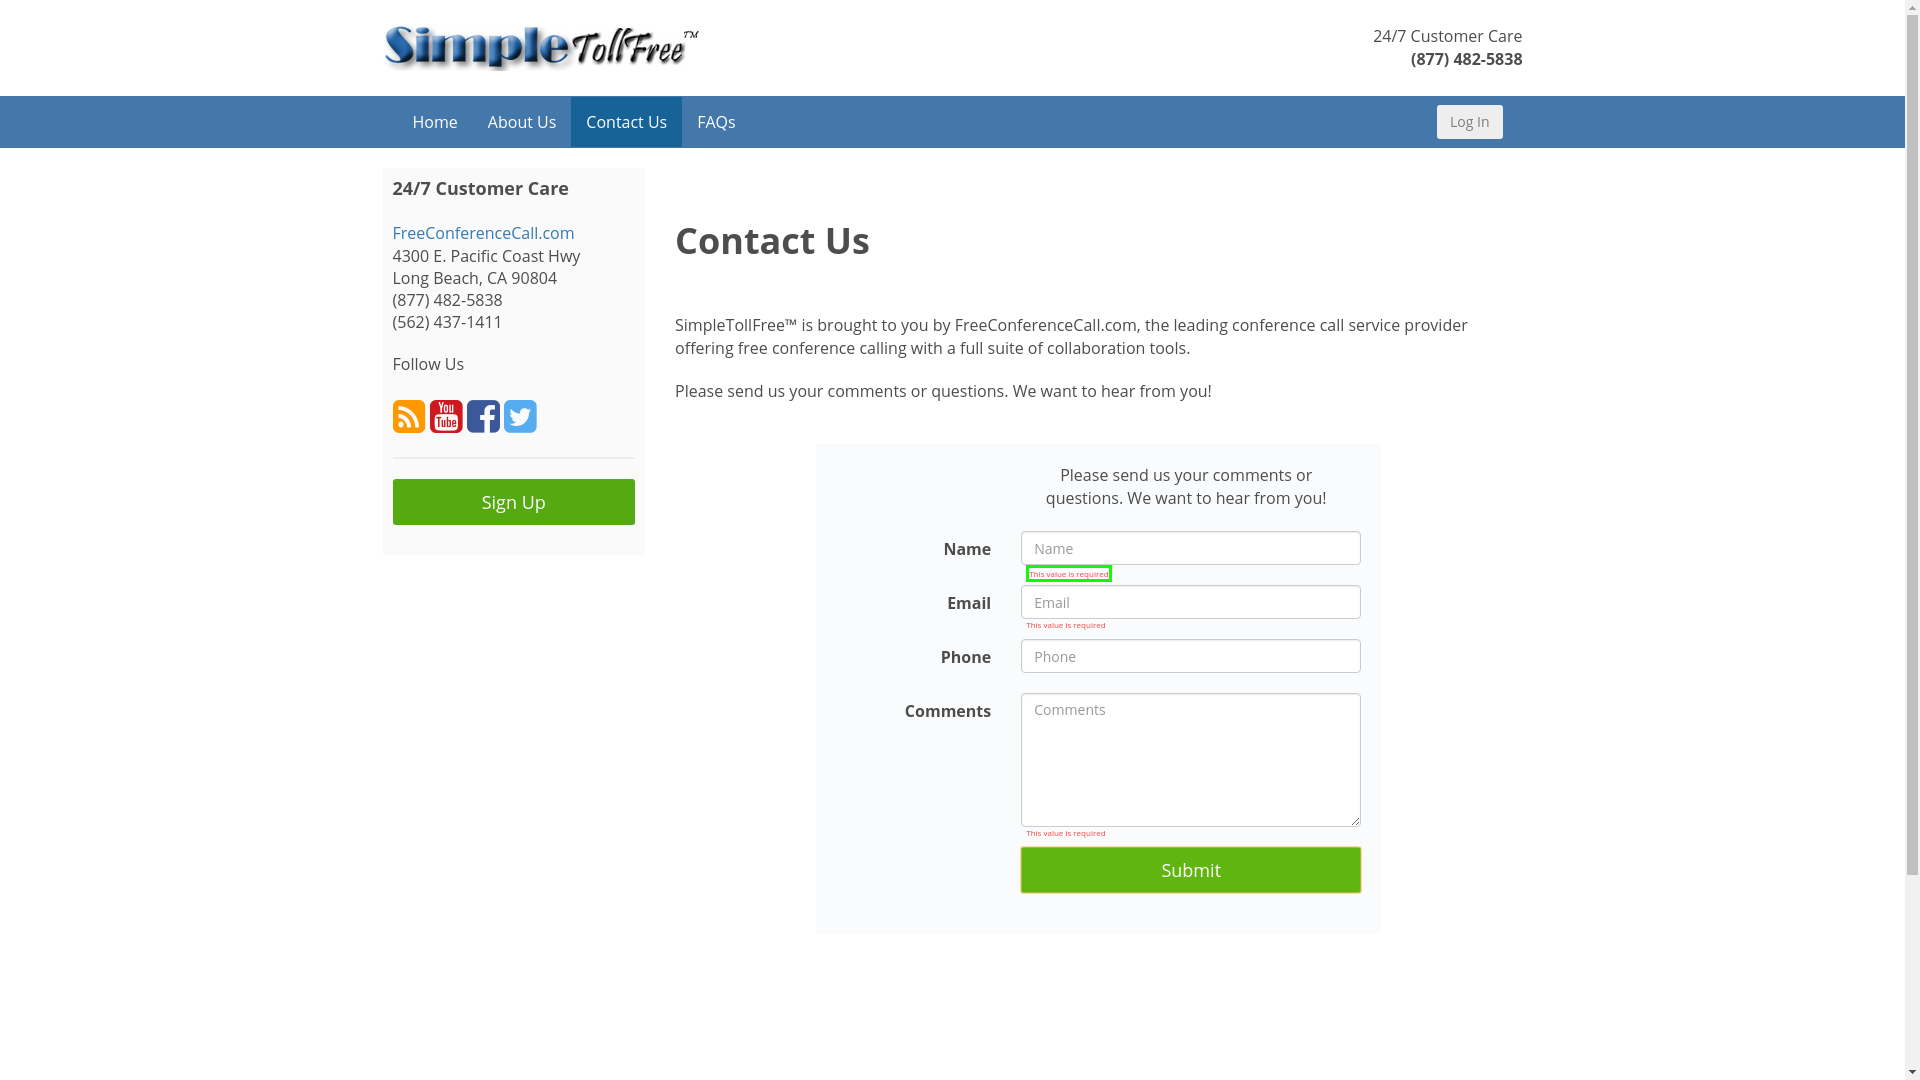 Simple TollFree™
24/7 Customer Care
(877) 482-5838
Home
About Us
Contact Us
FAQs
Log In
24/7 Customer Care
FreeConferenceCall.com
4300 E. Pacific Coast Hwy
Long Beach, CA 90804
(877) 482-5838
(562) 437-1411
Follow Us
You
Tube
Sign Up
Contact Us
SimpleTollFree™ is brought to you by FreeConferenceCall.com, the leading conference call service provider
offering free conference calling with a full suite of collaboration tools.
Please send us your comments or questions. We want to hear from you!
Please send us your comments or
questions. We want to hear from you!
Name
Name
This value is required
Email
Email
This value is required
Phone
Phone
Comments
Comments
This value is required
Submit